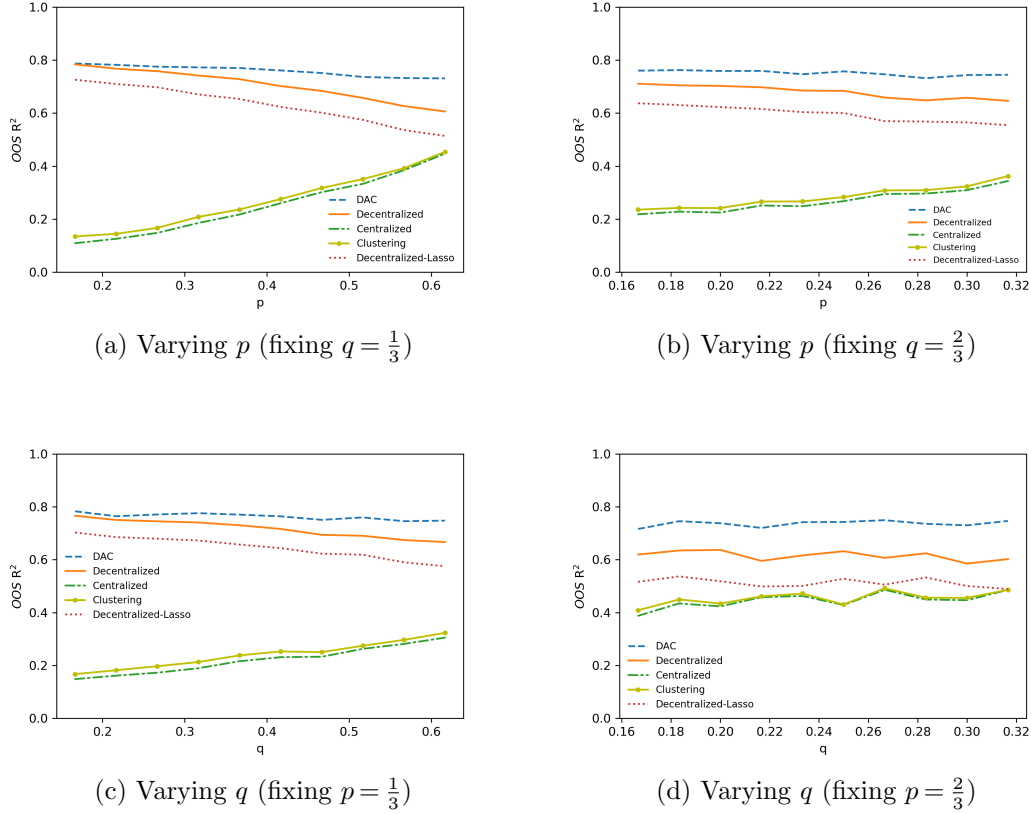 1.0
0.8
0.6
0.4
0.2
0.0
OOS R²
DAC
Decentralized
Centralized
Clustering
Decentralized-Lasso
0.2 0.3 0.4 0.5 0.6
p
(a) Varying p (fixing q = 1/3)
1.0
0.8
0.6
0.4
0.2
0.0
OOS R²
DAC
Decentralized
Centralized
Clustering
Decentralized-Lasso
0.16 0.18 0.20 0.22 0.24 0.26 0.28 0.30 0.32
p
(b) Varying p (fixing q = 2/3)
1.0
0.8
0.6
0.4
0.2
0.0
OOS R²
DAC
Decentralized
Centralized
Clustering
Decentralized-Lasso
0.2 0.3 0.4 0.5 0.6
q
(c) Varying q (fixing p = 1/3)
1.0
0.8
0.6
0.4
0.2
0.0
OOS R²
DAC
Decentralized
Centralized
Clustering
Decentralized-Lasso
0.16 0.18 0.20 0.22 0.24 0.26 0.28 0.30 0.32
q
(d) Varying q (fixing p = 2/3)